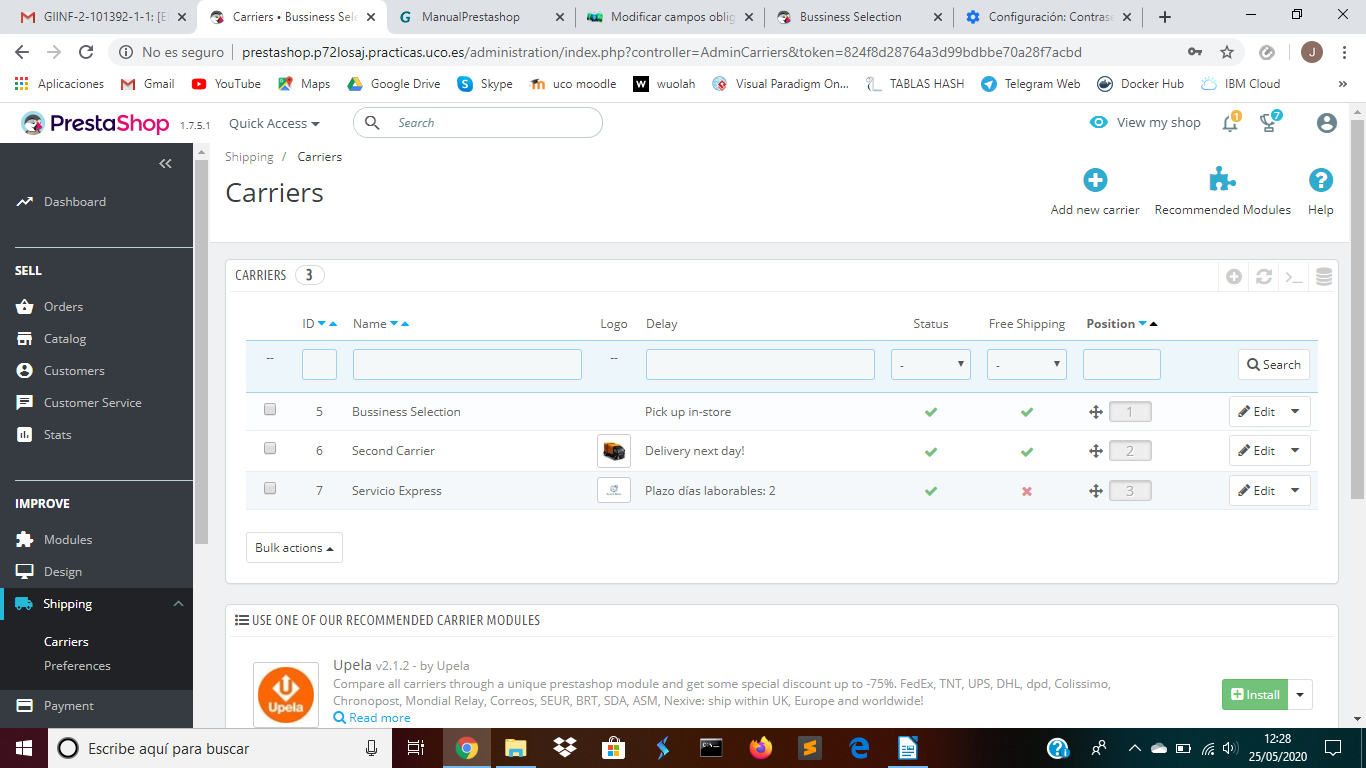 GIINF-2-101392-1-1: [E
Carriers • Bussiness Sele
ManualPrestashop
Modificar campos oblig
Bussiness Selection
Configuración: Contrase
No es seguro
prestashop.p72losaj.practicas.uco.es/administration/index.php?controller=AdminCarriers&token=824f8d28764a3d99bdbbe70a28f7acbd
J
Aplicaciones
Gmail
YouTube
Maps
Google Drive
Skype
uco moodle
wuolah
Visual Paradigm On...
TABLAS HASH
Telegram Web
Docker Hub
IBM Cloud
»
PrestaShop 1.7.5.1
Quick Access
Search
View my shop
1
7
Dashboard
SELL
Orders
Catalog
Customers
Customer Service
Stats
IMPROVE
Modules
Design
Shipping
Carriers
Preferences
Payment
Shipping / Carriers
Carriers
Add new carrier
Recommended Modules
Help
CARRIERS 3
ID Name Logo Delay Status Free Shipping Position
-- -- - - Search
5 Bussiness Selection Pick up in-store 1 Edit
6 Second Carrier Delivery next day! 2 Edit
7 Servicio Express Plazo días laborables: 2 3 Edit
Bulk actions
USE ONE OF OUR RECOMMENDED CARRIER MODULES
Upela
Upela v2.1.2 - by Upela
Compare all carriers through a unique prestashop module and get some special discount up to -75%. FedEx, TNT, UPS, DHL, dpd, Colissimo,
Chronopost, Mondial Relay, Correos, SEUR, BRT, SDA, ASM, Nexive: ship within UK, Europe and worldwide!
Read more
Install
Escribe aquí para buscar
12:28
25/05/2020